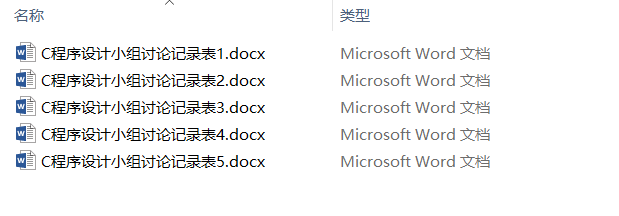 名称 类型
C程序设计小组讨论记录表1.docx Microsoft Word 文档
C程序设计小组讨论记录表2.docx Microsoft Word 文档
C程序设计小组讨论记录表3.docx Microsoft Word 文档
C程序设计小组讨论记录表4.docx Microsoft Word 文档
C程序设计小组讨论记录表5.docx Microsoft Word 文档